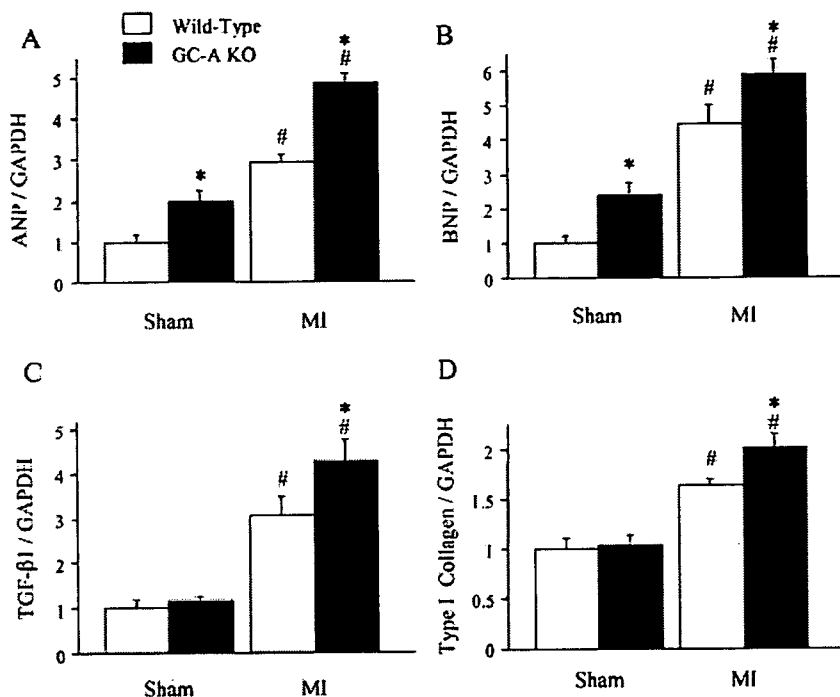 A
Wild-Type
GC-A KO
ANP / GAPDH
5
4
3
2
1
0
*
#
*
#
Sham MI
B
BNP / GAPDH
6
5
4
3
2
1
0
*
#
*
#
Sham MI
C
TGF-β1 / GAPDH
5
4
3
2
1
0
#
*
#
Sham MI
D
Type I Collagen / GAPDH
2
1.5
1
0.5
0
#
*
#
Sham MI